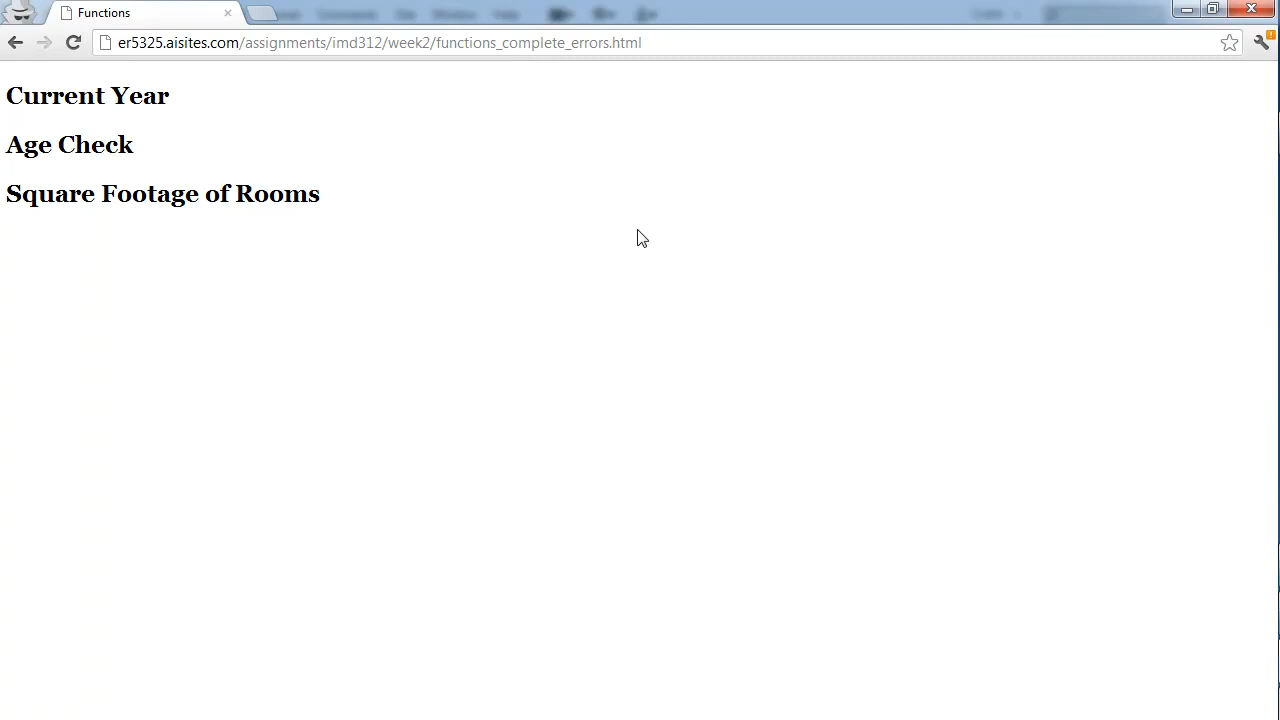 Functions
er5325.aisites.com/assignments/imd312/week2/functions_complete_errors.html
Current Year
Age Check
Square Footage of Rooms